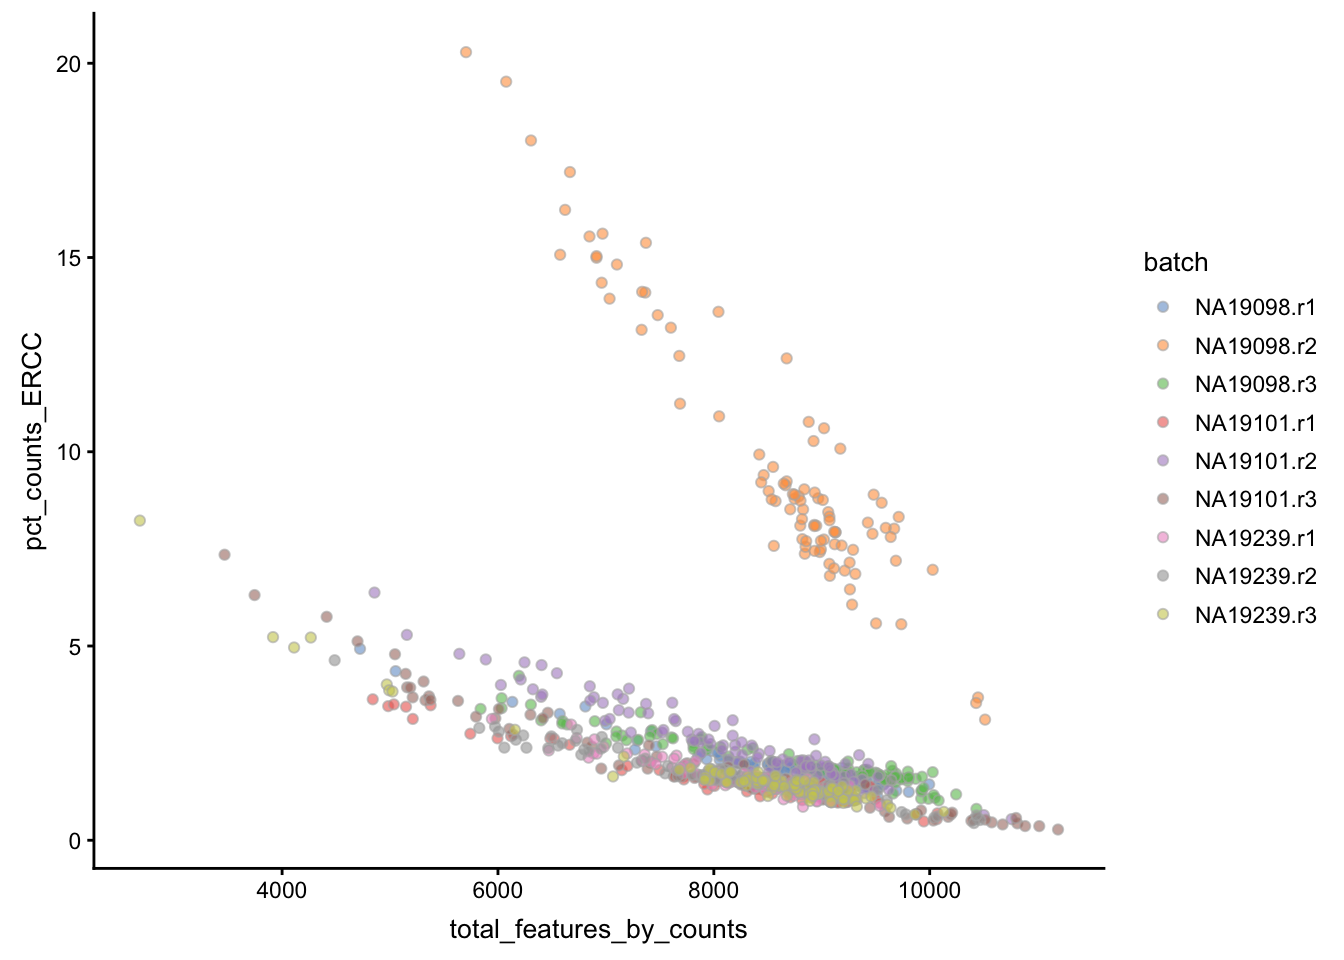 20
15
10
5
0
pct_counts_ERCC
4000 6000 8000 10000
total_features_by_counts
batch
NA19098.r1
NA19098.r2
NA19098.r3
NA19101.r1
NA19101.r2
NA19101.r3
NA19239.r1
NA19239.r2
NA19239.r3